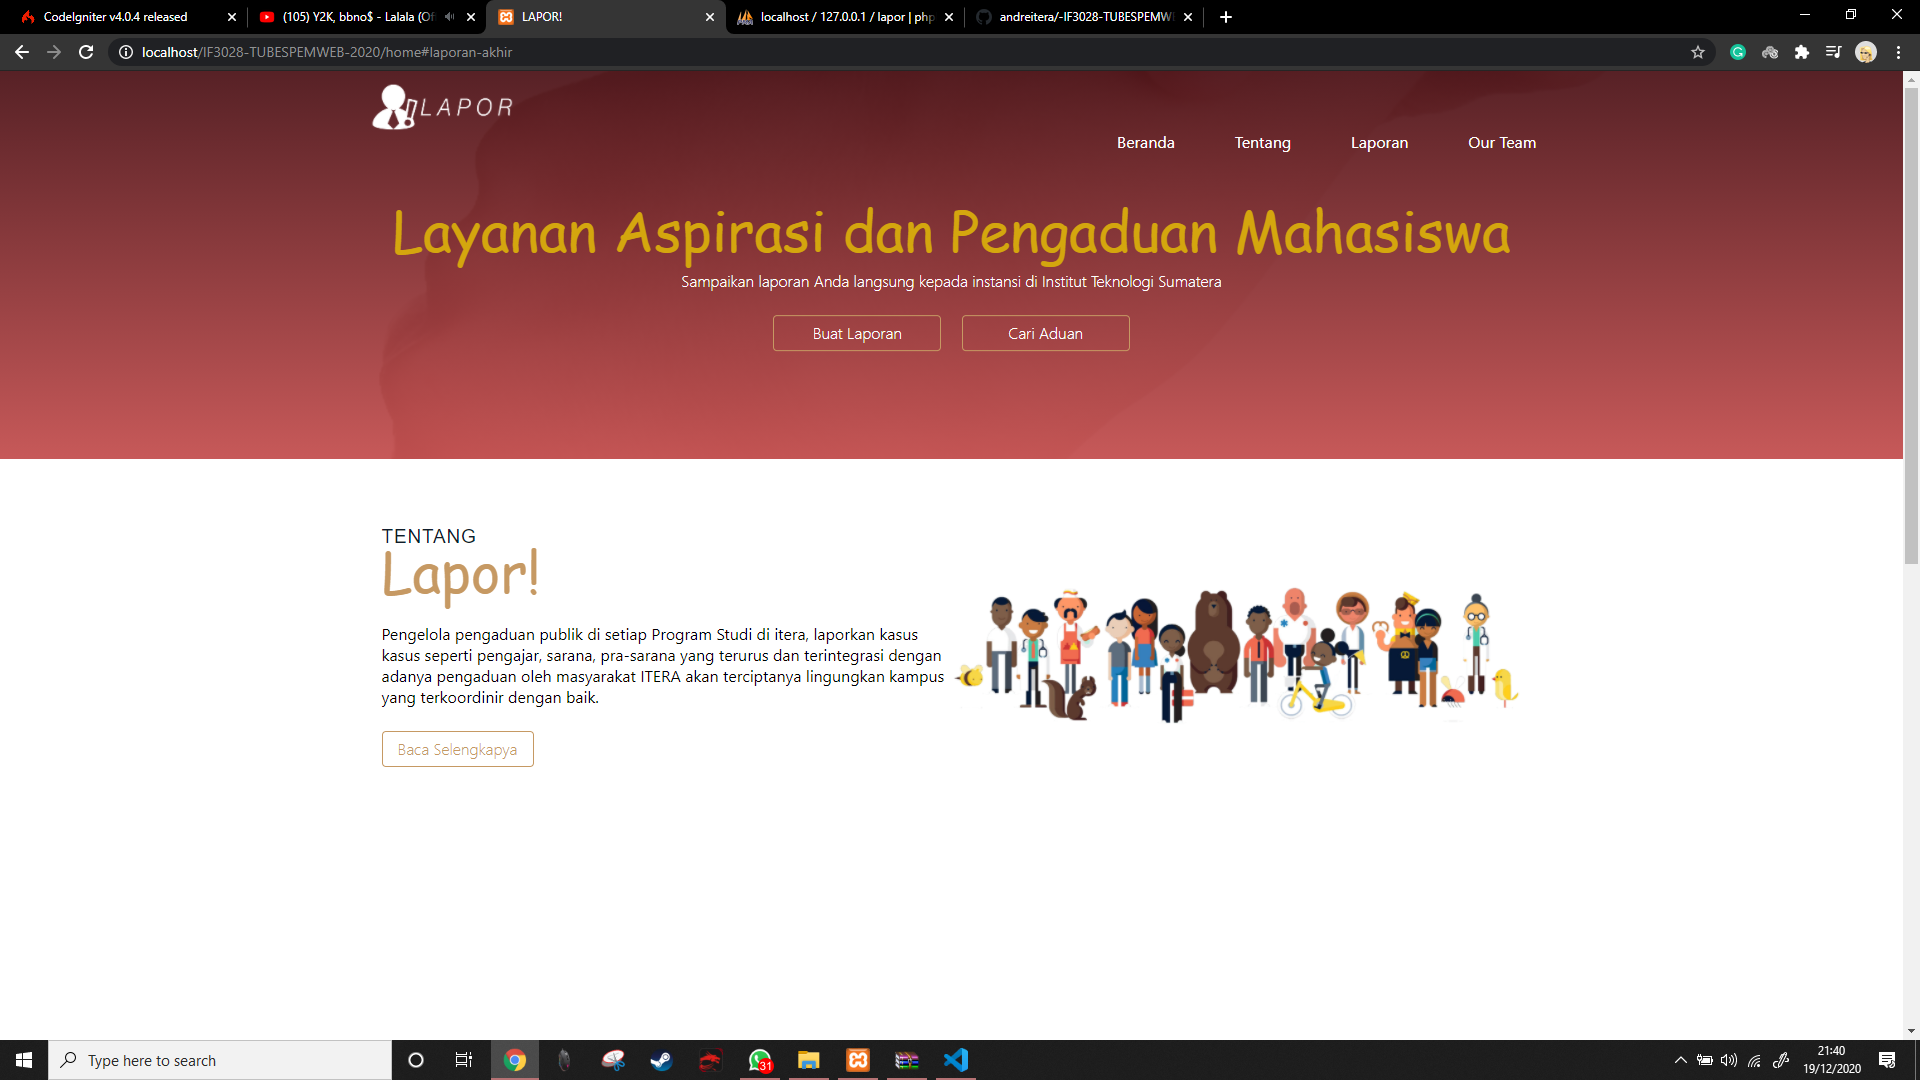 CodeIgniter v4.0.4 released
(105) Y2K, bbno$ - Lalala (Of
LAPOR!
localhost / 127.0.0.1 / lapor | php
andreitera/-IF3028-TUBESPEMW
localhost/IF3028-TUBESPEMWEB-2020/home#laporan-akhir
LAPOR
Beranda Tentang Laporan Our Team
Layanan Aspirasi dan Pengaduan Mahasiswa
Sampaikan laporan Anda langsung kepada instansi di Institut Teknologi Sumatera
Buat Laporan Cari Aduan
TENTANG
Lapor!
Pengelola pengaduan publik di setiap Program Studi di itera, laporkan kasus
kasus seperti pengajar, sarana, pra-sarana yang terurus dan terintegrasi dengan
adanya pengaduan oleh masyarakat ITERA akan terciptanya lingungkan kampus
yang terkoordinir dengan baik.
Baca Selengkapya
Type here to search
31
21:40
19/12/2020